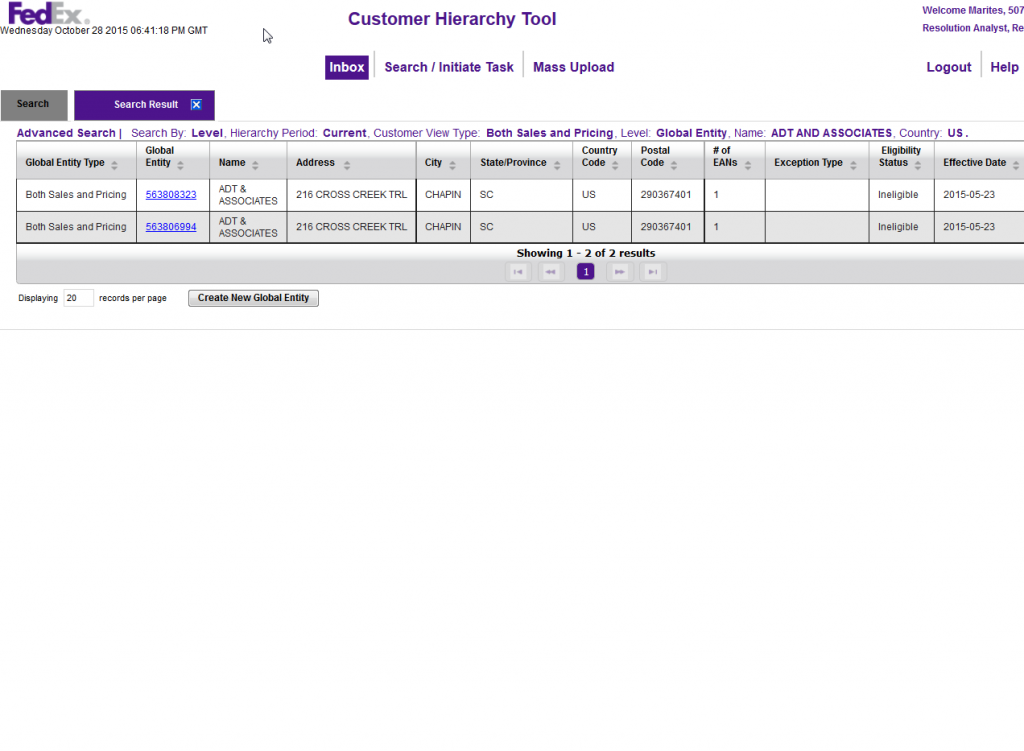 FedEx.
Wednesday October 28 2015 06:41:18 PM GMT
Customer Hierarchy Tool
Welcome Marites, 507
Resolution Analyst, Re
Inbox Search / Initiate Task Mass Upload Logout Help
Search Search Result
Advanced Search | Search By: Level, Hierarchy Period: Current, Customer View Type: Both Sales and Pricing, Level: Global Entity, Name: ADT AND ASSOCIATES, Country: US .
Global Entity Type Global Entity Name Address City State/Province Country Code Postal Code # of EANs Exception Type Eligibility Status Effective Date
Both Sales and Pricing 563808323 ADT & ASSOCIATES 216 CROSS CREEK TRL CHAPIN SC US 290367401 1 Ineligible 2015-05-23
Both Sales and Pricing 563806994 ADT & ASSOCIATES 216 CROSS CREEK TRL CHAPIN SC US 290367401 1 Ineligible 2015-05-23
Showing 1 - 2 of 2 results
1
Displaying 20 records per page Create New Global Entity